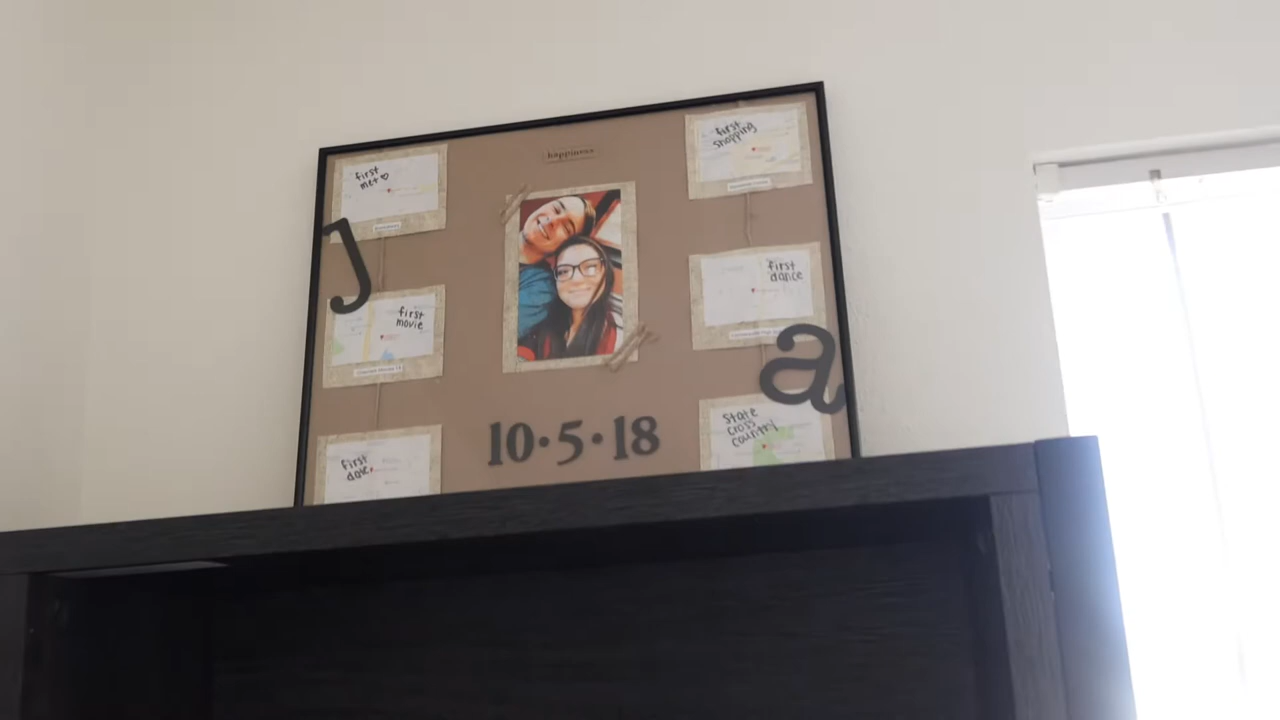 happiness
first
met ♡
J
first
movie
first
date
10·5·18
first
shopping
first
dance
a
State
cross
country